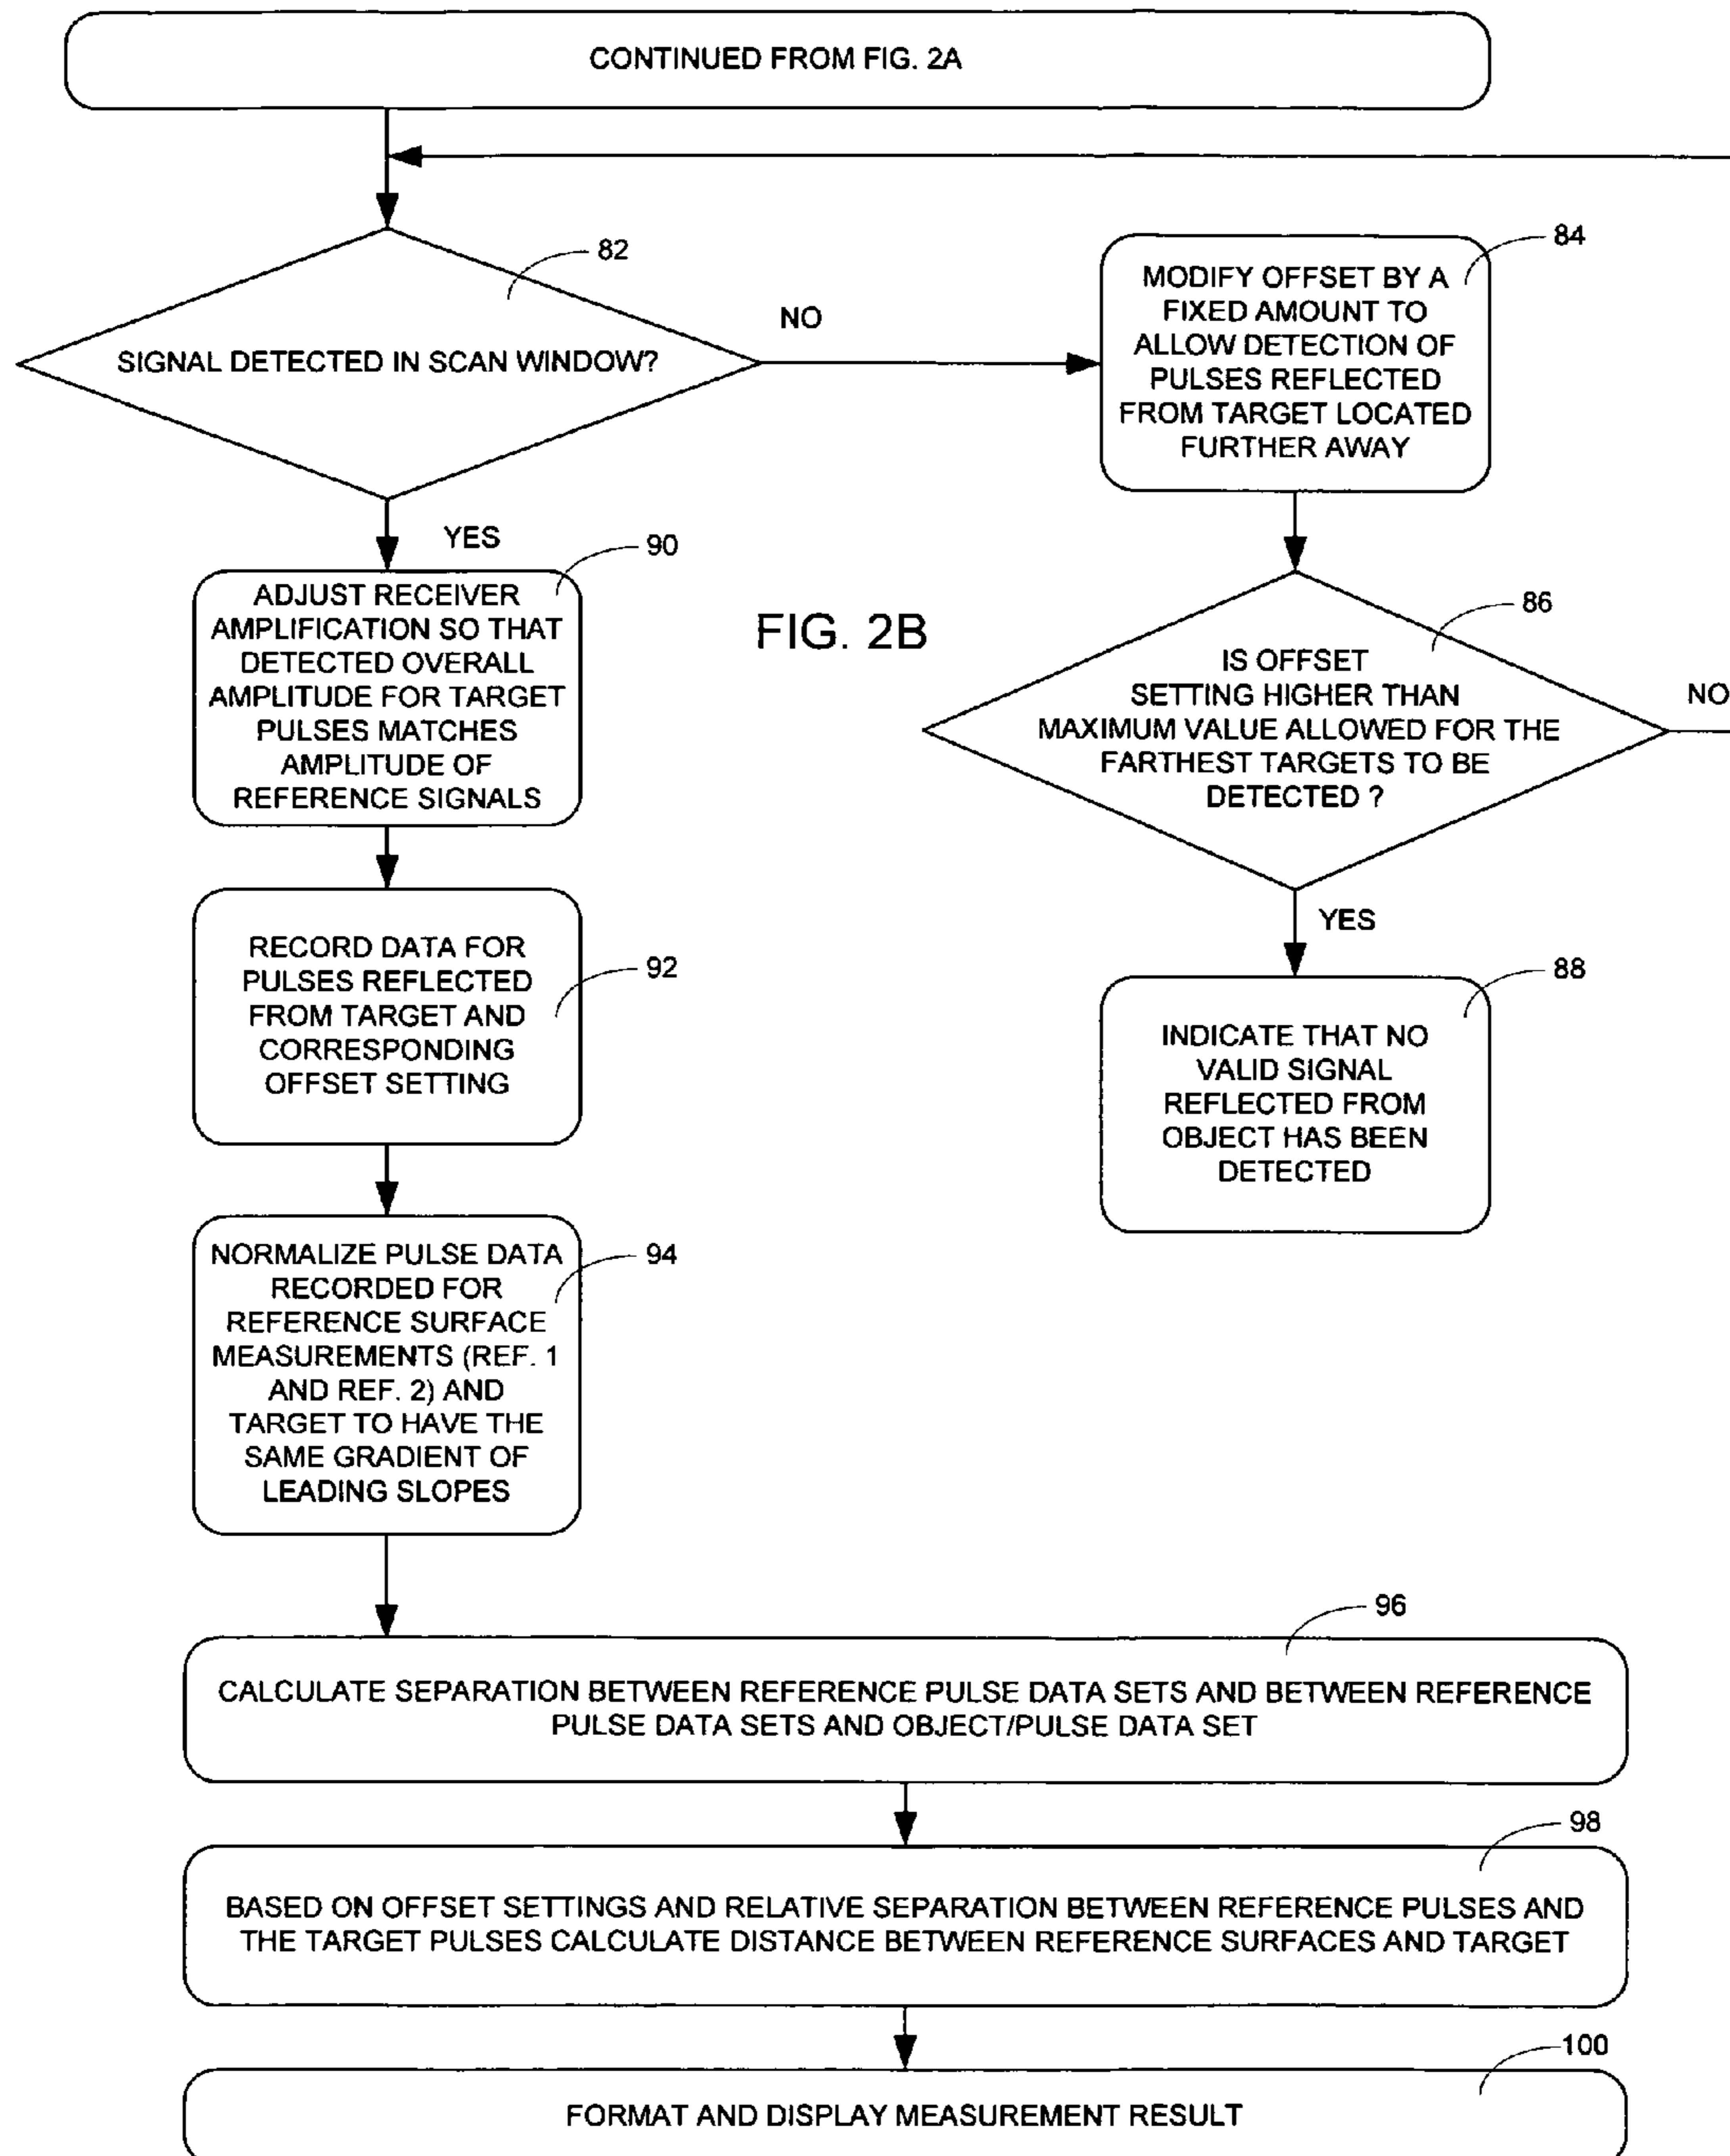 CONTINUED FROM FIG. 2A
82
SIGNAL DETECTED IN SCAN WINDOW?
NO
84
MODIFY OFFSET BY A
FIXED AMOUNT TO
ALLOW DETECTION OF
PULSES REFLECTED
FROM TARGET LOCATED
FURTHER AWAY
YES
90
ADJUST RECEIVER
AMPLIFICATION SO THAT
DETECTED OVERALL
AMPLITUDE FOR TARGET
PULSES MATCHES
AMPLITUDE OF
REFERENCE SIGNALS
FIG. 2B
86
IS OFFSET
SETTING HIGHER THAN
MAXIMUM VALUE ALLOWED FOR THE
FARTHEST TARGETS TO BE
DETECTED ?
NO
YES
88
INDICATE THAT NO
VALID SIGNAL
REFLECTED FROM
OBJECT HAS BEEN
DETECTED
92
RECORD DATA FOR
PULSES REFLECTED
FROM TARGET AND
CORRESPONDING
OFFSET SETTING
94
NORMALIZE PULSE DATA
RECORDED FOR
REFERENCE SURFACE
MEASUREMENTS (REF. 1
AND REF. 2) AND
TARGET TO HAVE THE
SAME GRADIENT OF
LEADING SLOPES
96
CALCULATE SEPARATION BETWEEN REFERENCE PULSE DATA SETS AND BETWEEN REFERENCE
PULSE DATA SETS AND OBJECT/PULSE DATA SET
98
BASED ON OFFSET SETTINGS AND RELATIVE SEPARATION BETWEEN REFERENCE PULSES AND
THE TARGET PULSES CALCULATE DISTANCE BETWEEN REFERENCE SURFACES AND TARGET
100
FORMAT AND DISPLAY MEASUREMENT RESULT